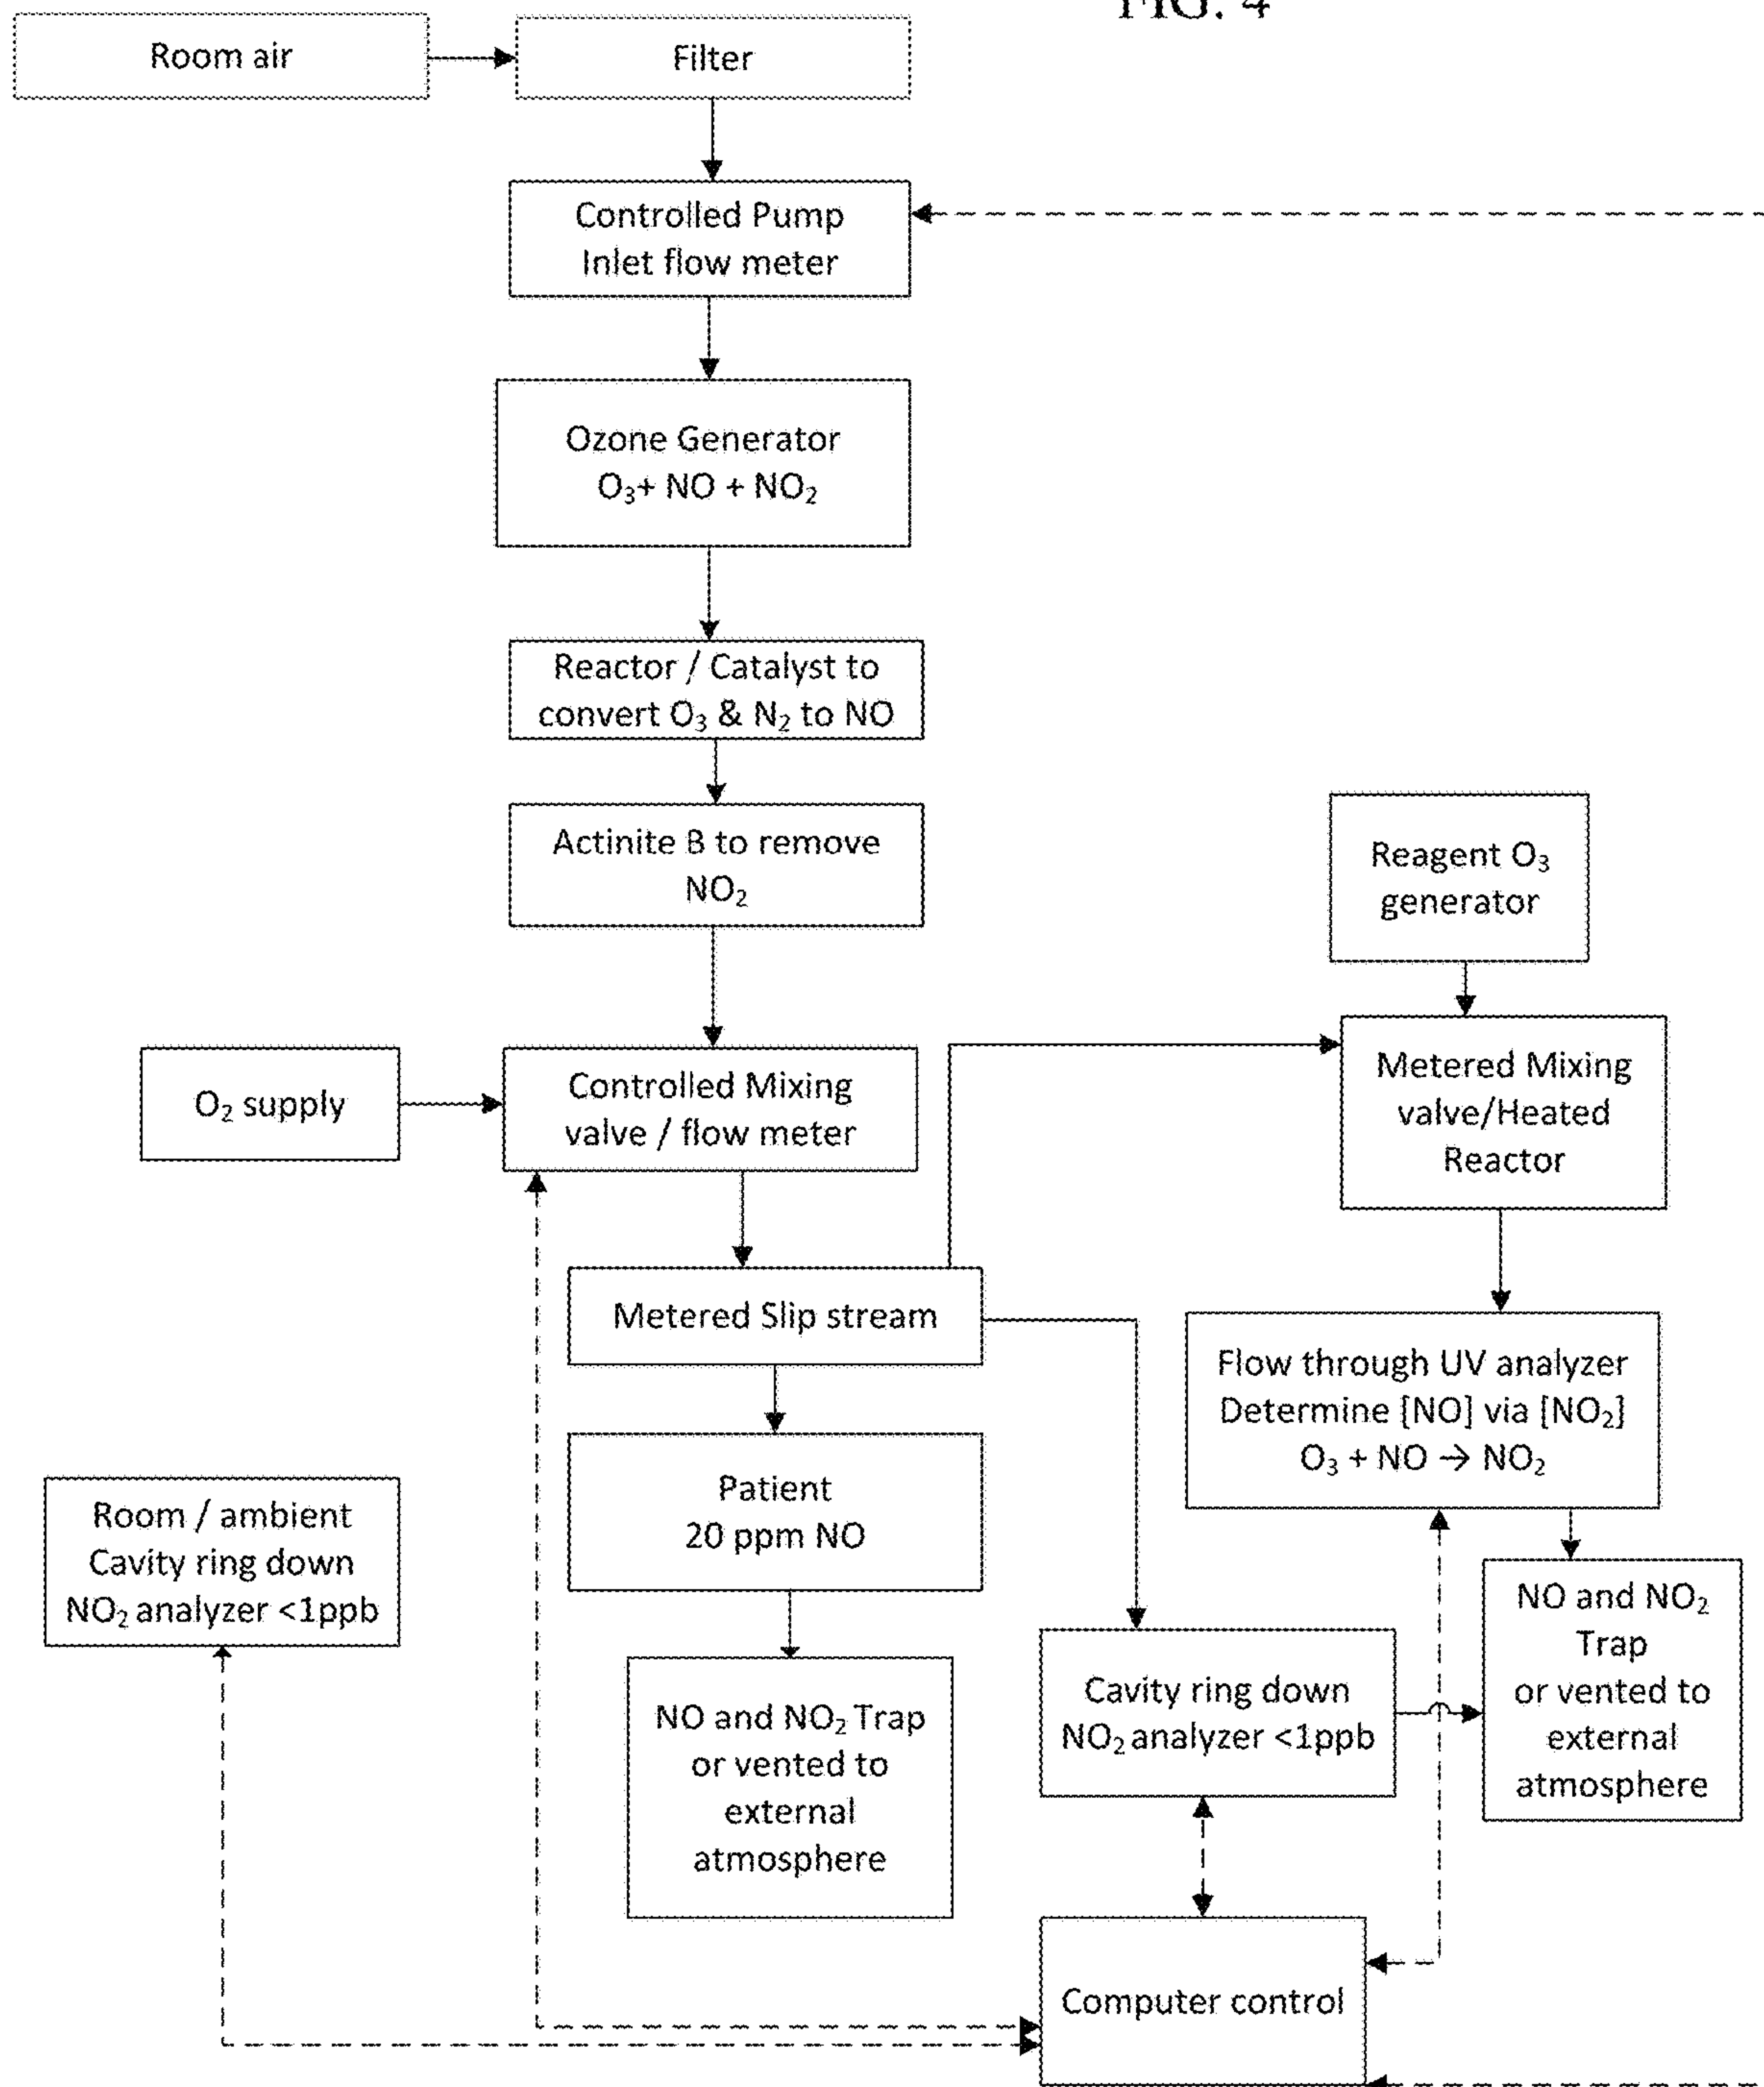 FIG. 4
Room air
Filter
Controlled Pump
Inlet flow meter
Ozone Generator
O₃+ NO + NO₂
Reactor / Catalyst to
convert O₃ & N₂ to NO
Actinite B to remove
NO₂
Reagent O₃
generator
O₂ supply
Controlled Mixing
valve / flow meter
Metered Mixing
valve/Heated
Reactor
Metered Slip stream
Flow through UV analyzer
Determine [NO] via [NO₂]
O₃ + NO → NO₂
Patient
20 ppm NO
Room / ambient
Cavity ring down
NO₂ analyzer <1ppb
NO and NO₂ Trap
or vented to
external
atmosphere
Cavity ring down
NO₂ analyzer <1ppb
NO and NO₂
Trap
or vented to
external
atmosphere
Computer control